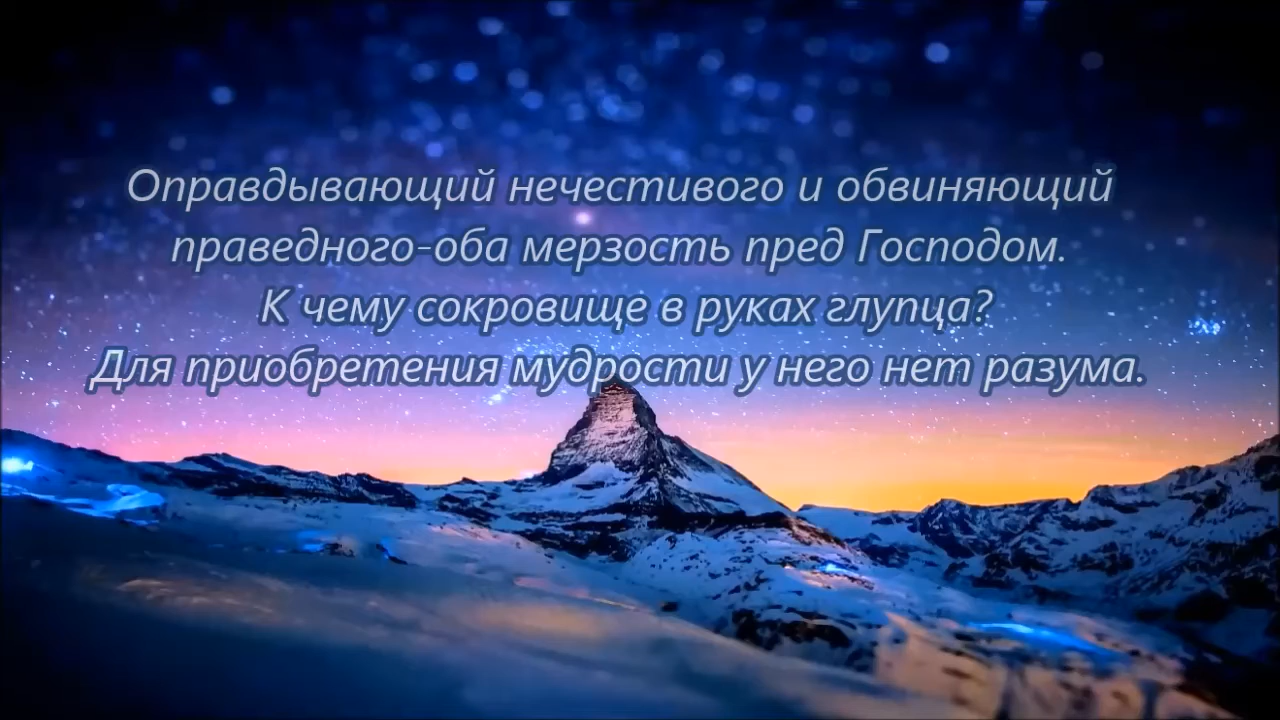 Оправдывающий нечестивого и обвиняющий
праведного-оба мерзость пред Господом.
К чему сокровище в руках глупца?
Для приобретения мудрости у него нет разума.